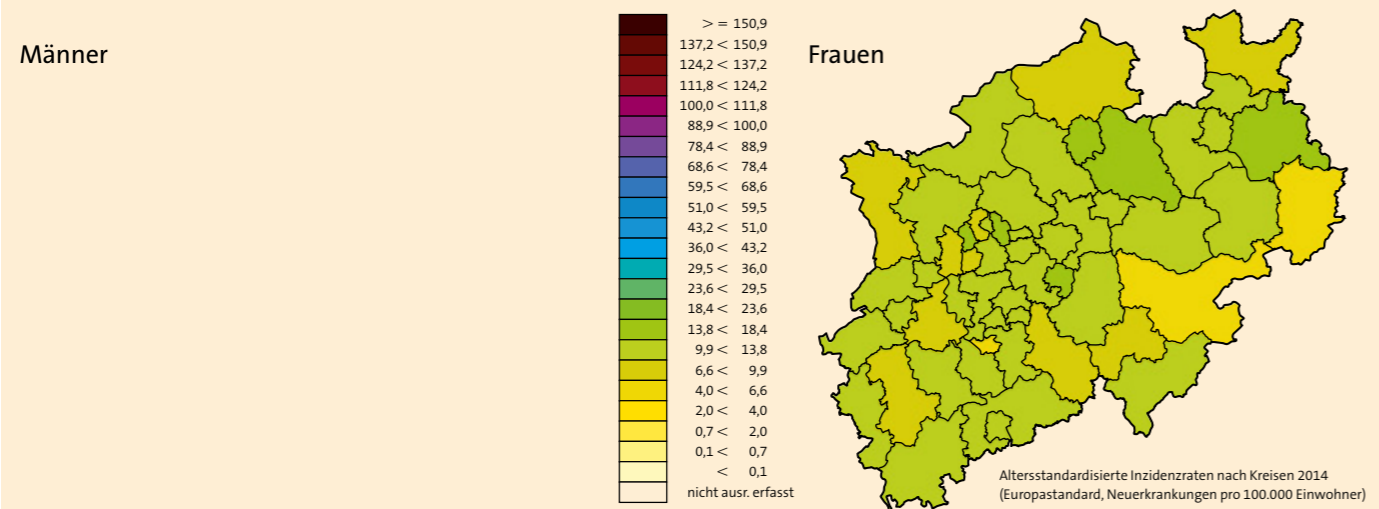 Männer
> = 150,9
137,2 < 150,9
124,2 < 137,2
111,8 < 124,2
100,0 < 111,8
88,9 < 100,0
78,4 < 88,9
68,6 < 78,4
59,5 < 68,6
51,0 < 59,5
43,2 < 51,0
36,0 < 43,2
29,5 < 36,0
23,6 < 29,5
18,4 < 23,6
13,8 < 18,4
9,9 < 13,8
6,6 < 9,9
4,0 < 6,6
2,0 < 4,0
0,7 < 2,0
0,1 < 0,7
< 0,1
nicht ausr. erfasst
Frauen
Altersstandardisierte Inzidenzraten nach Kreisen 2014
(Europastandard, Neuerkrankungen pro 100.000 Einwohner)